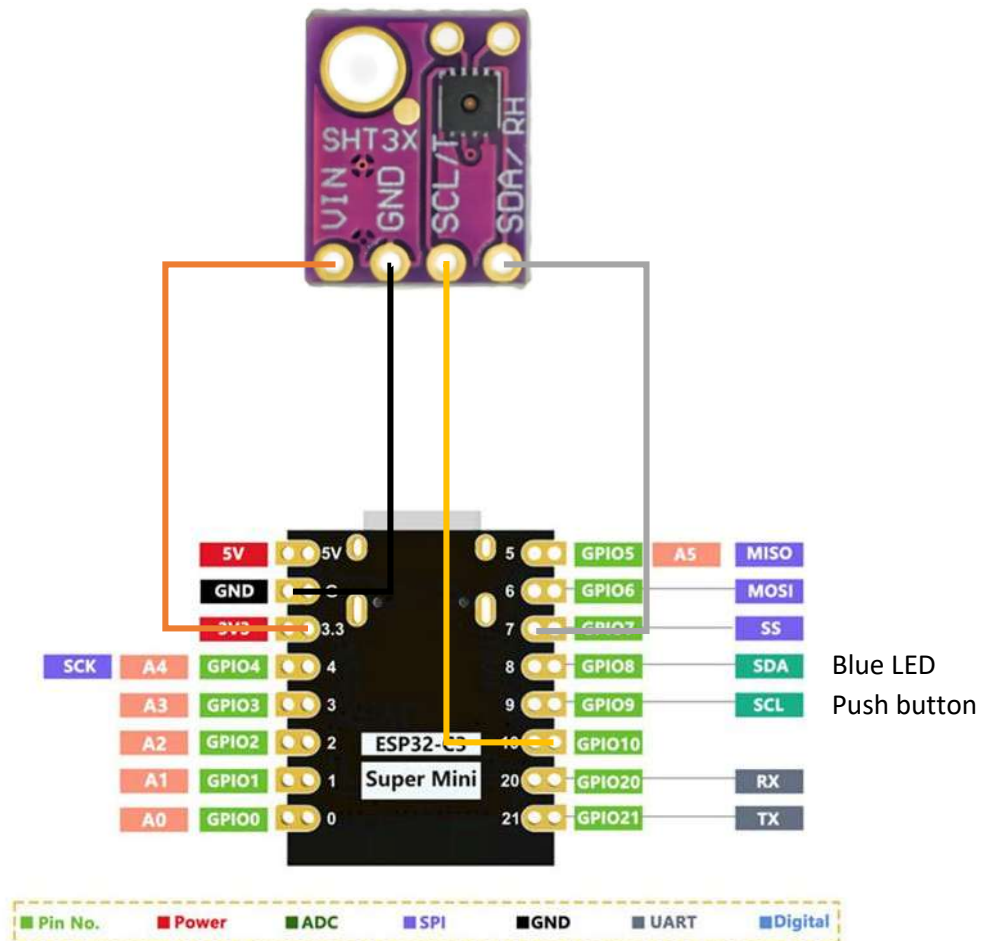 SHT3X
VIN
GND
SCL/T
SDA/ RH
5V 5V 5 GPIO5 A5 MISO
GND G 6 GPIO6 MOSI
3V3 3.3 7 GPIO7 SS
SCK A4 GPIO4 4 8 GPIO8 SDA Blue LED
A3 GPIO3 3 9 GPIO9 SCL Push button
A2 GPIO2 2 ESP32-C3 10 GPIO10
A1 GPIO1 1 Super Mini 20 GPIO20 RX
A0 GPIO0 0 21 GPIO21 TX
Pin No. Power ADC SPI GND UART Digital